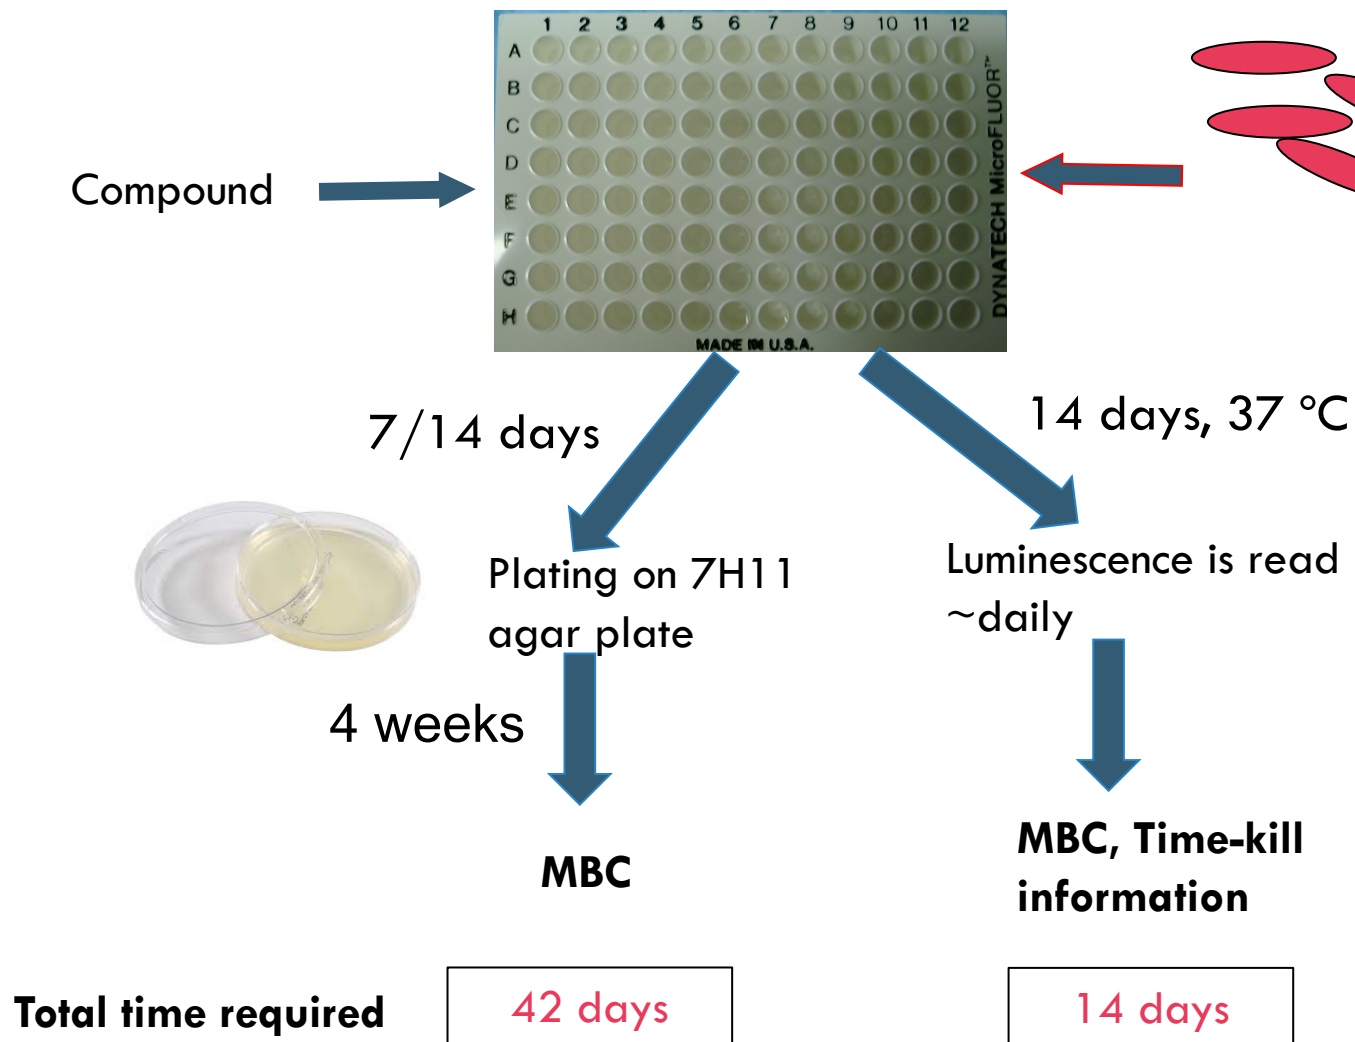 1 2 3 4 5 6 7 8 9 10 11 12
A
B
C
D
E
F
G
H
DYNATECH MicroFLUOR™
MADE IN U.S.A.
Compound
7/14 days
14 days, 37 °C
Plating on 7H11
agar plate
Luminescence is read
~daily
4 weeks
MBC
MBC, Time-kill
information
Total time required
42 days
14 days